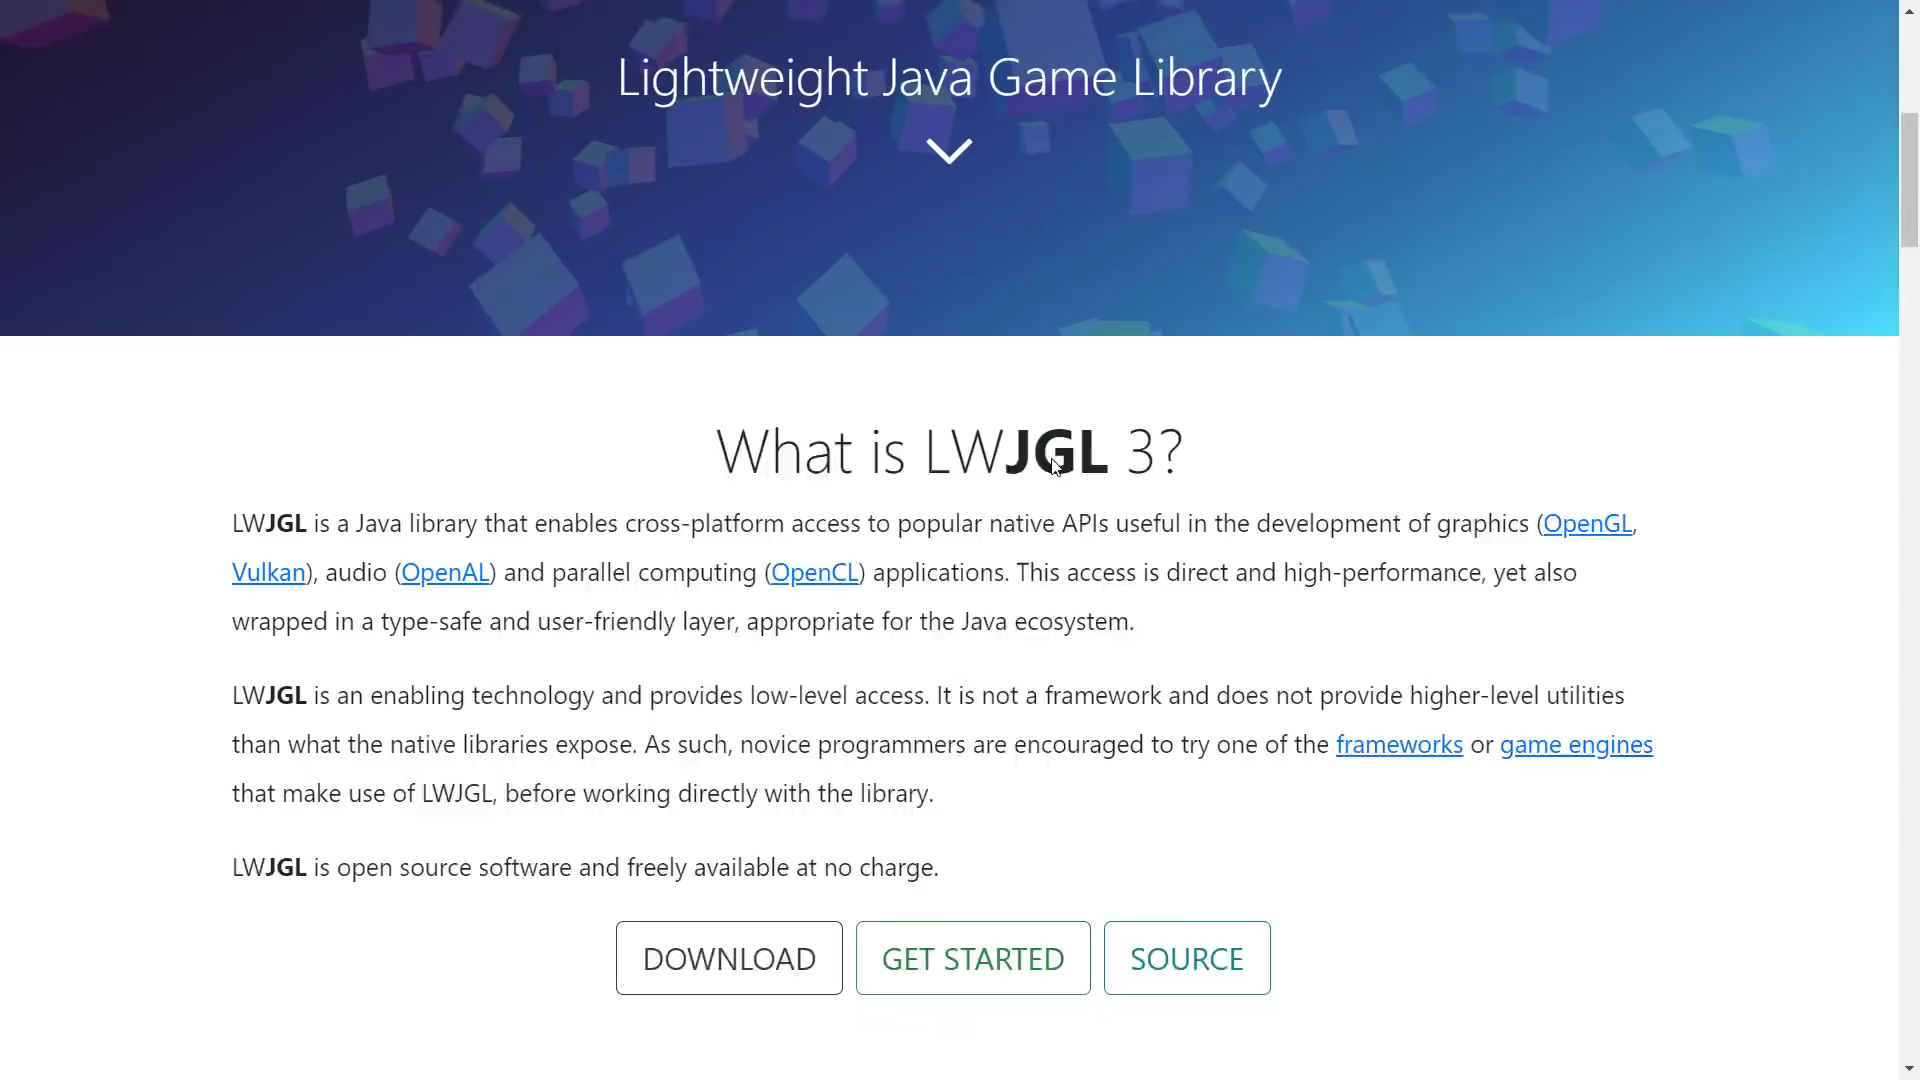 Lightweight Java Game Library
What is LWJGL 3?
LWJGL is a Java library that enables cross-platform access to popular native APIs useful in the development of graphics (OpenGL,
Vulkan), audio (OpenAL) and parallel computing (OpenCL) applications. This access is direct and high-performance, yet also
wrapped in a type-safe and user-friendly layer, appropriate for the Java ecosystem.
LWJGL is an enabling technology and provides low-level access. It is not a framework and does not provide higher-level utilities
than what the native libraries expose. As such, novice programmers are encouraged to try one of the frameworks or game engines
that make use of LWJGL, before working directly with the library.
LWJGL is open source software and freely available at no charge.
DOWNLOAD GET STARTED SOURCE